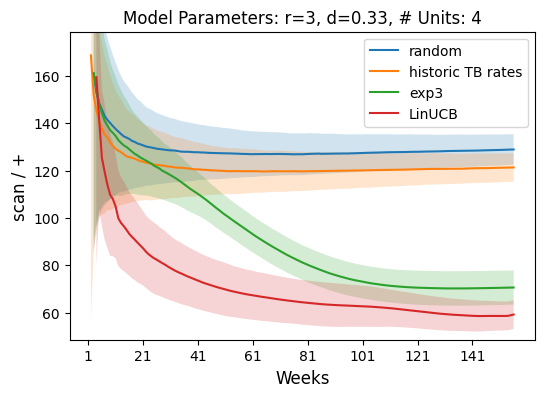 Model Parameters: r=3, d=0.33, # Units: 4
random
historic TB rates
exp3
LinUCB
scan / +
160
140
120
100
80
60
1 21 41 61 81 101 121 141
Weeks